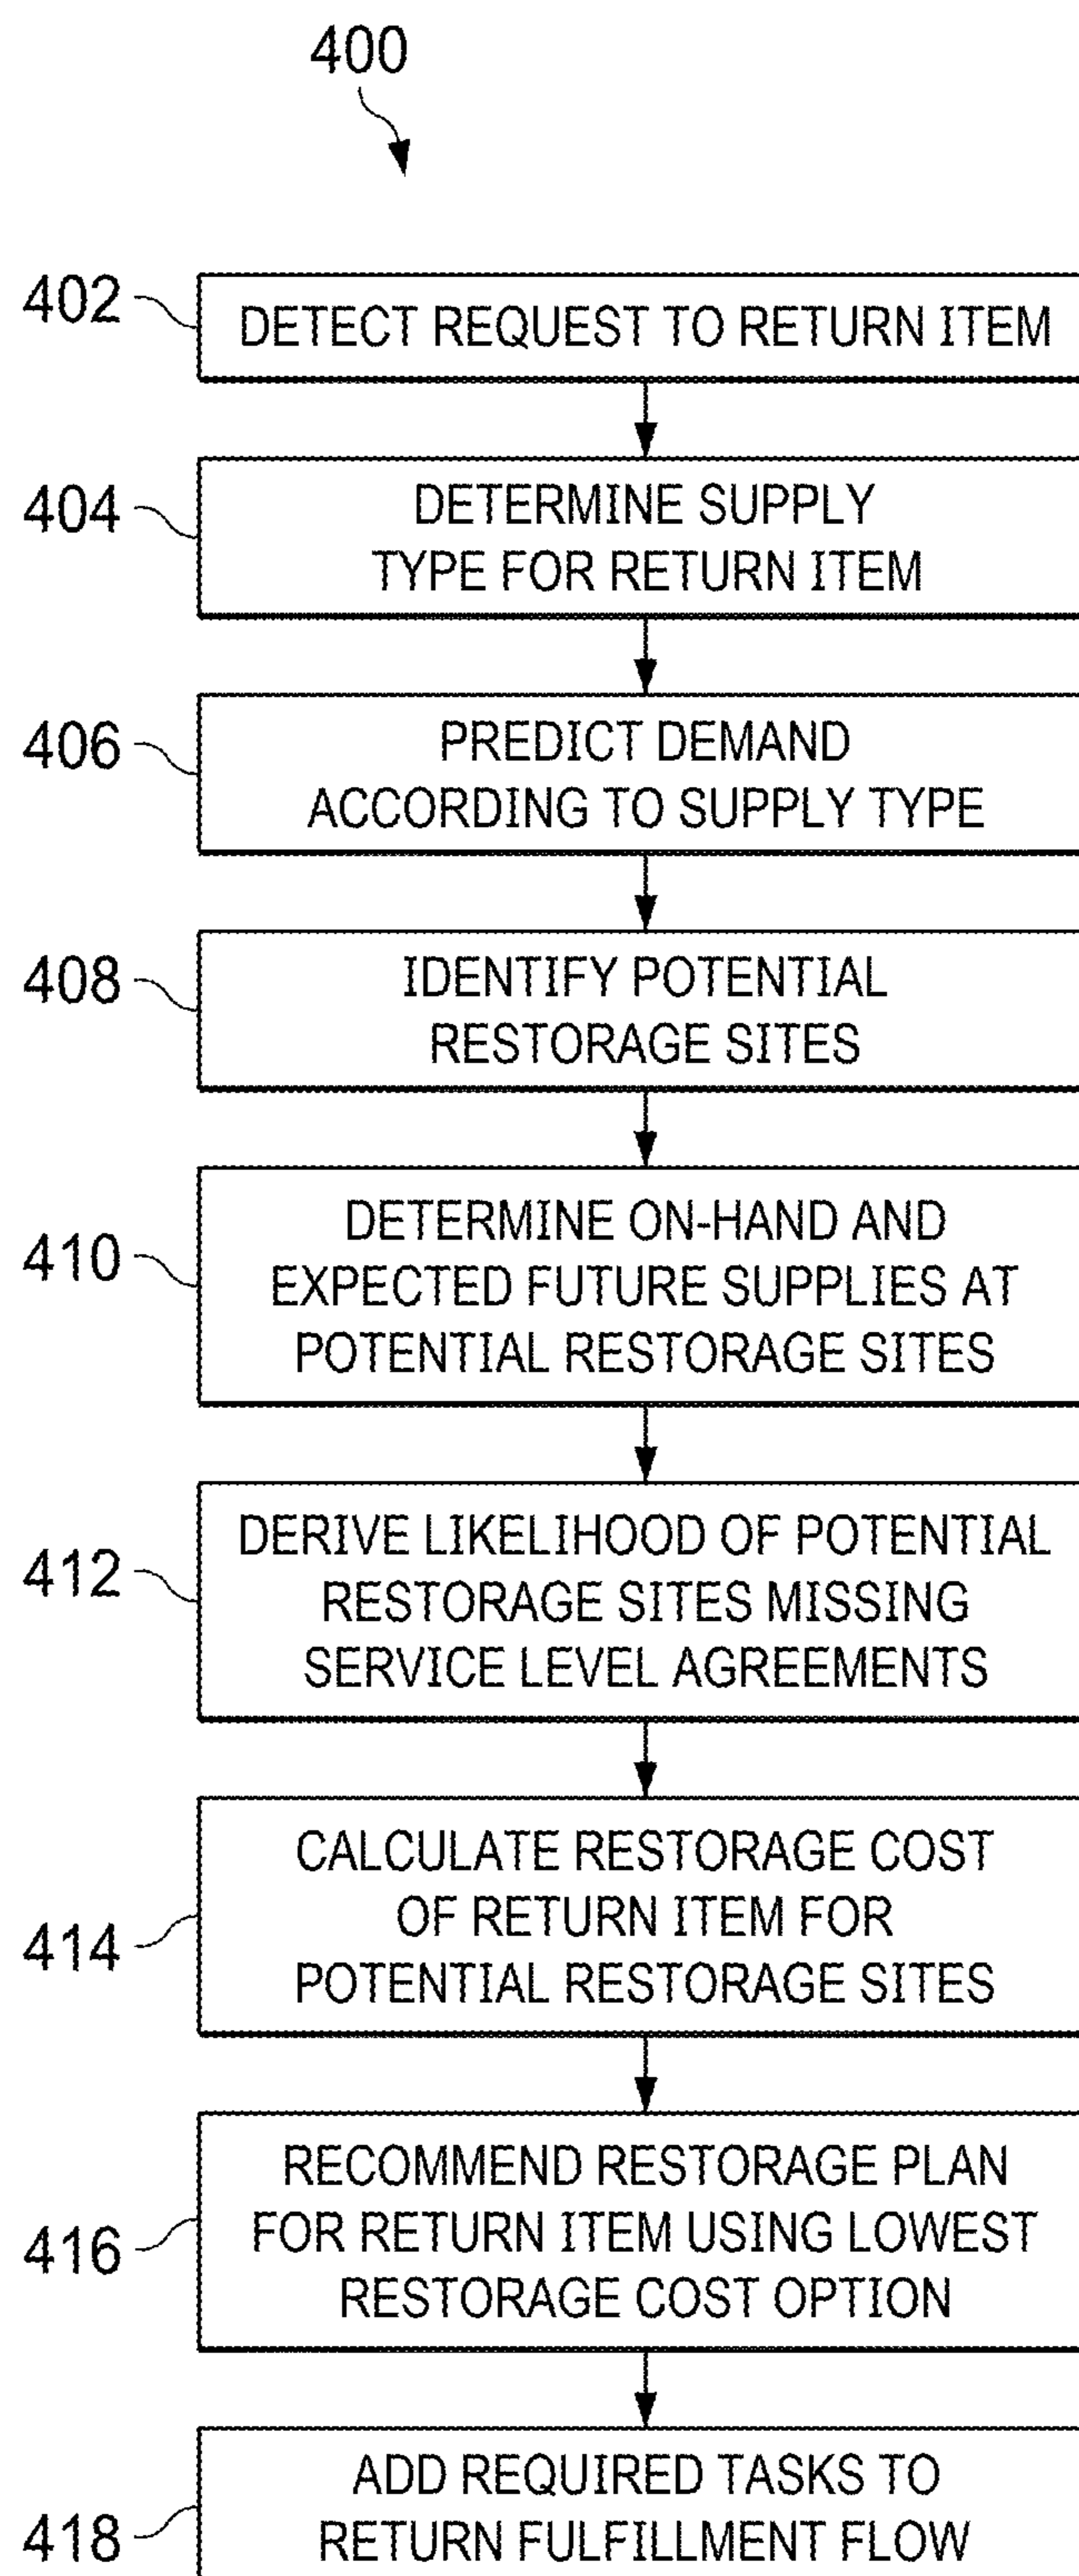 400
402
DETECT REQUEST TO RETURN ITEM
404
DETERMINE SUPPLY
TYPE FOR RETURN ITEM
406
PREDICT DEMAND
ACCORDING TO SUPPLY TYPE
408
IDENTIFY POTENTIAL
RESTORAGE SITES
410
DETERMINE ON-HAND AND
EXPECTED FUTURE SUPPLIES AT
POTENTIAL RESTORAGE SITES
412
DERIVE LIKELIHOOD OF POTENTIAL
RESTORAGE SITES MISSING
SERVICE LEVEL AGREEMENTS
414
CALCULATE RESTORAGE COST
OF RETURN ITEM FOR
POTENTIAL RESTORAGE SITES
416
RECOMMEND RESTORAGE PLAN
FOR RETURN ITEM USING LOWEST
RESTORAGE COST OPTION
418
ADD REQUIRED TASKS TO
RETURN FULFILLMENT FLOW